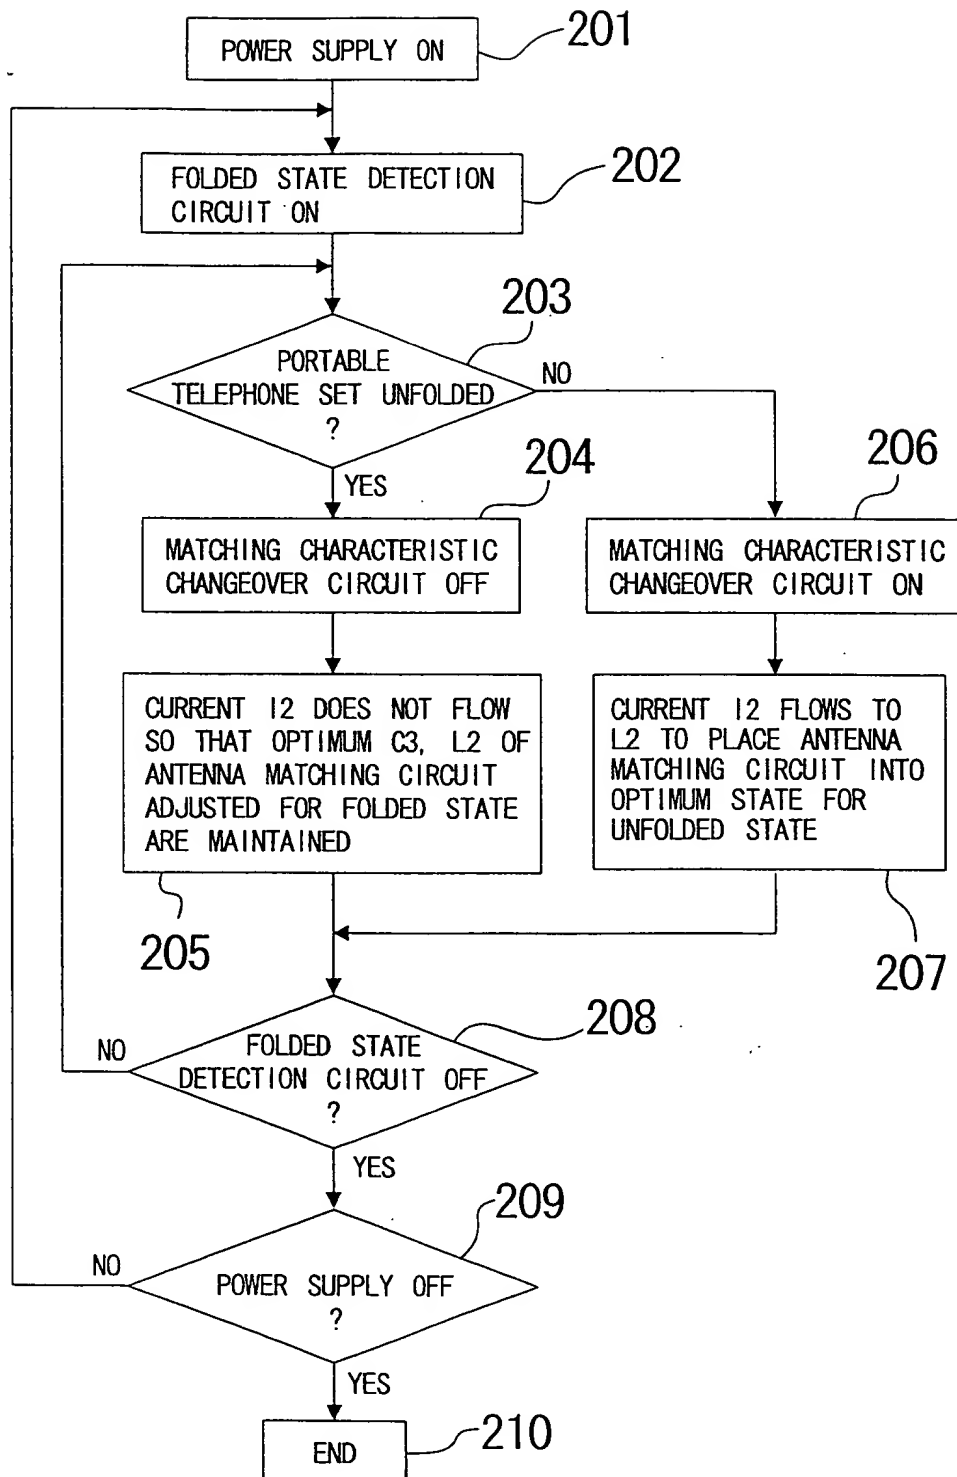 POWER SUPPLY ON
201
FOLDED STATE DETECTION
CIRCUIT ON
202
203
PORTABLE
TELEPHONE SET UNFOLDED
?
NO
YES
204
206
MATCHING CHARACTERISTIC
CHANGEOVER CIRCUIT OFF
MATCHING CHARACTERISTIC
CHANGEOVER CIRCUIT ON
CURRENT I2 DOES NOT FLOW
SO THAT OPTIMUM C3, L2 OF
ANTENNA MATCHING CIRCUIT
ADJUSTED FOR FOLDED STATE
ARE MAINTAINED
CURRENT I2 FLOWS TO
L2 TO PLACE ANTENNA
MATCHING CIRCUIT INTO
OPTIMUM STATE FOR
UNFOLDED STATE
205
207
208
FOLDED STATE
DETECTION CIRCUIT OFF
?
NO
YES
209
POWER SUPPLY OFF
?
NO
YES
END
210